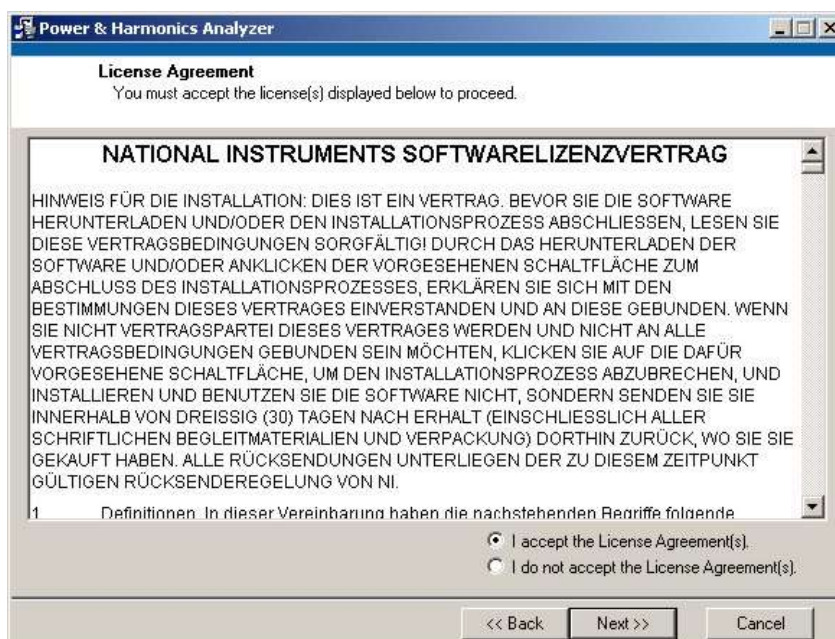 Power & Harmonics Analyzer
License Agreement
You must accept the license(s) displayed below to proceed.
NATIONAL INSTRUMENTS SOFTWARELIZENZVERTRAG
HINWEIS FÜR DIE INSTALLATION: DIES IST EIN VERTRAG. BEVOR SIE DIE SOFTWARE
HERUNTERLADEN UND/ODER DEN INSTALLATIONSPROZESS ABSCHLIESSEN, LESEN SIE
DIESE VERTRAGSBEDINGUNGEN SORGFÄLTIG! DURCH DAS HERUNTERLADEN DER
SOFTWARE UND/ODER ANKLICKEN DER VORGESEHENEN SCHALTFLÄCHE ZUM
ABSCHLUSS DES INSTALLATIONSPROZESSES, ERKLÄREN SIE SICH MIT DEN
BESTIMMUNGEN DIESES VERTRAGES EINVERSTANDEN UND AN DIESE GEBUNDEN. WENN
SIE NICHT VERTRAGSPARTEI DIESES VERTRAGES WERDEN UND NICHT AN ALLE
VERTRAGSBEDINGUNGEN GEBUNDEN SEIN MÖCHTEN, KLICKEN SIE AUF DIE DAFÜR
VORGESEHENE SCHALTFLÄCHE, UM DEN INSTALLATIONSPROZESS ABZUBRECHEN, UND
INSTALLIEREN UND BENUTZEN SIE DIE SOFTWARE NICHT, SONDERN SENDEN SIE SIE
INNERHALB VON DREISSIG (30) TAGEN NACH ERHALT (EINSCHLIESSLICH ALLER
SCHRIFTLICHEN BEGLEITMATERIALIEN UND VERPACKUNG) DORTHIN ZURÜCK, WO SIE SIE
GEKAUFT HABEN. ALLE RÜCKSENDUNGEN UNTERLIEGEN DER ZU DIESEM ZEITPUNKT
GÜLTIGEN RÜCKSENDEREGELUNG VON NI.
1 Definitionen. In dieser Vereinbarung haben die nachstehenden Begriffe folgende
I accept the License Agreement(s).
I do not accept the License Agreement(s).
<< Back Next >> Cancel